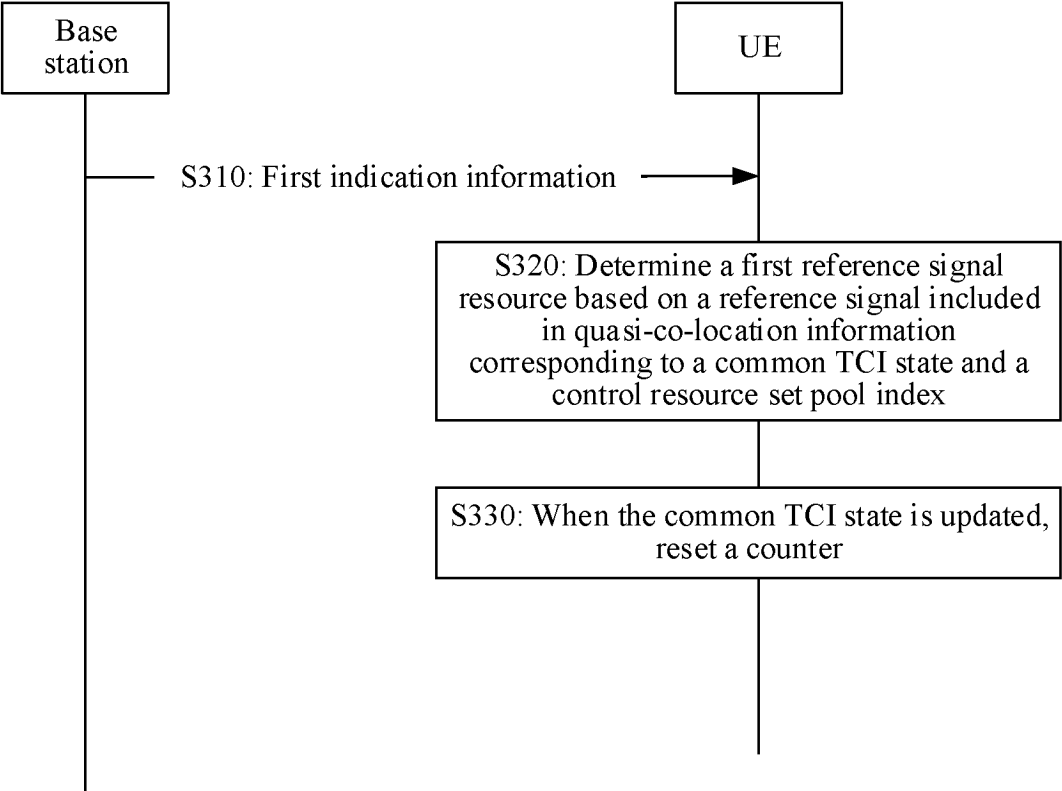 Base
station
UE
S310: First indication information
S320: Determine a first reference signal
resource based on a reference signal included
in quasi-co-location information
corresponding to a common TCI state and a
control resource set pool index
S330: When the common TCI state is updated,
reset a counter